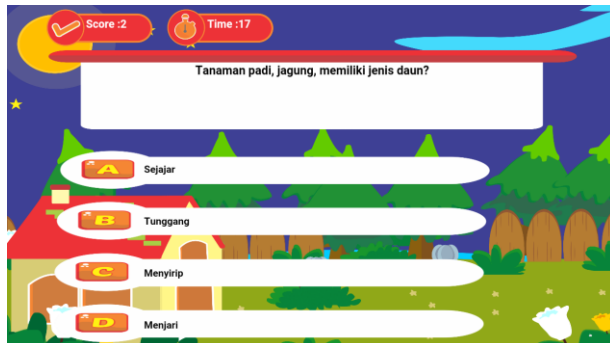 Score :2
Time :17
Tanaman padi, jagung, memiliki jenis daun?
A
Sejajar
B
Tunggang
C
Menyirip
D
Menjari